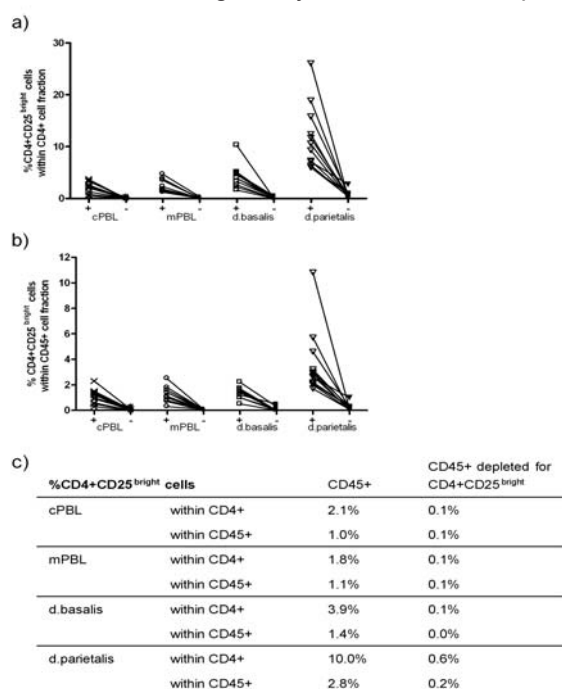 a)
%CD4+CD25 bright cells
within CD4+ cell fraction
30
20
10
0
+ - + - + - + -
cPBL mPBL d.basalis d.parietalis
b)
% CD4+CD25 bright cells
within CD45+ cell fraction
12
10
8
6
4
2
0
+ - + - + - + -
cPBL mPBL d.basalis d.parietalis
c)
%CD4+CD25bright cells CD45+ CD45+ depleted for
CD4+CD25bright
cPBL within CD4+ 2.1% 0.1%
within CD45+ 1.0% 0.1%
mPBL within CD4+ 1.8% 0.1%
within CD45+ 1.1% 0.1%
d.basalis within CD4+ 3.9% 0.1%
within CD45+ 1.4% 0.0%
d.parietalis within CD4+ 10.0% 0.6%
within CD45+ 2.8% 0.2%